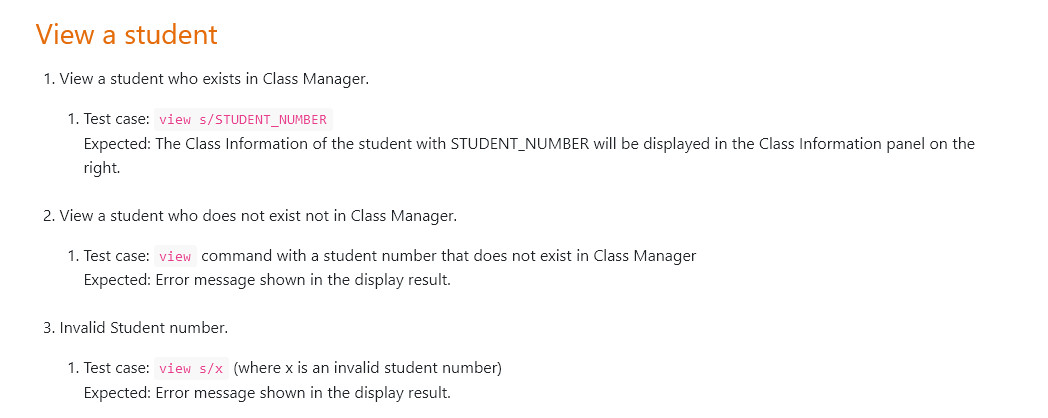 View a student
1. View a student who exists in Class Manager.
1. Test case: view s/STUDENT_NUMBER
Expected: The Class Information of the student with STUDENT_NUMBER will be displayed in the Class Information panel on the
right.
2. View a student who does not exist not in Class Manager.
1. Test case: view command with a student number that does not exist in Class Manager
Expected: Error message shown in the display result.
3. Invalid Student number.
1. Test case: view s/x (where x is an invalid student number)
Expected: Error message shown in the display result.